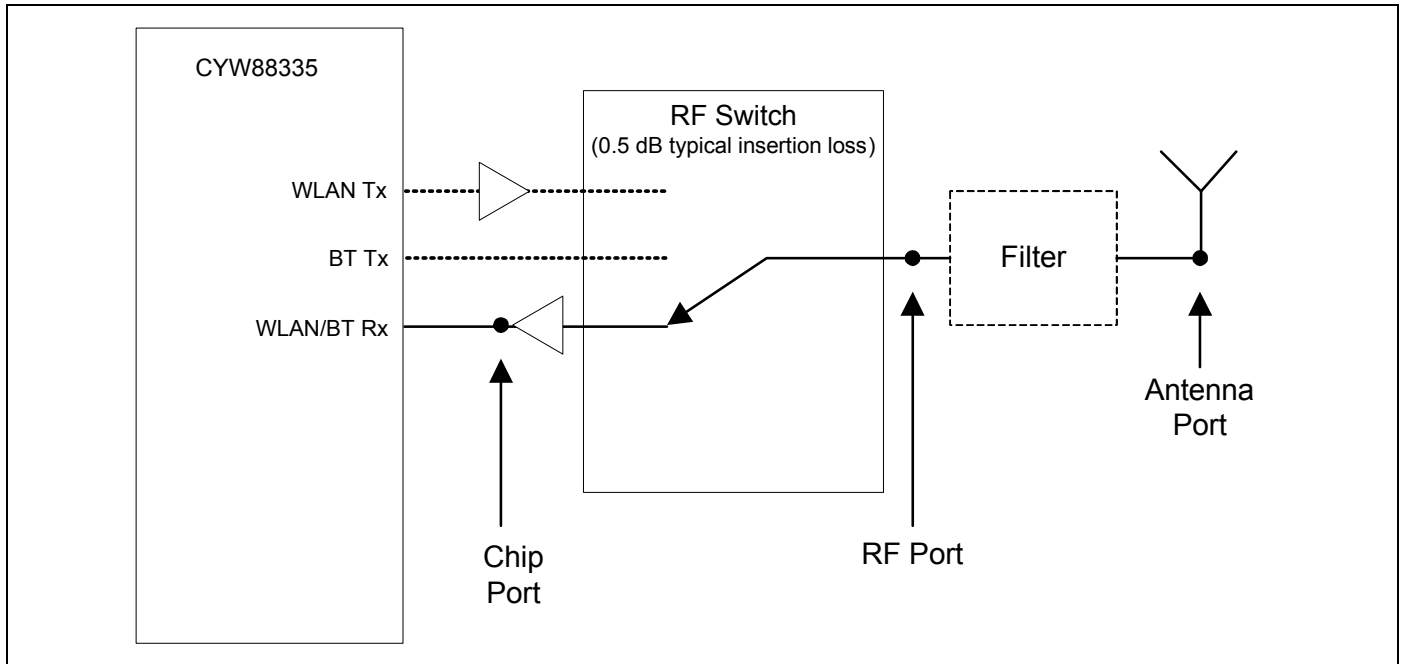 CYW88335
RF Switch
(0.5 dB typical insertion loss)
WLAN Tx
BT Tx
WLAN/BT Rx
Filter
Antenna
Port
Chip
Port
RF Port